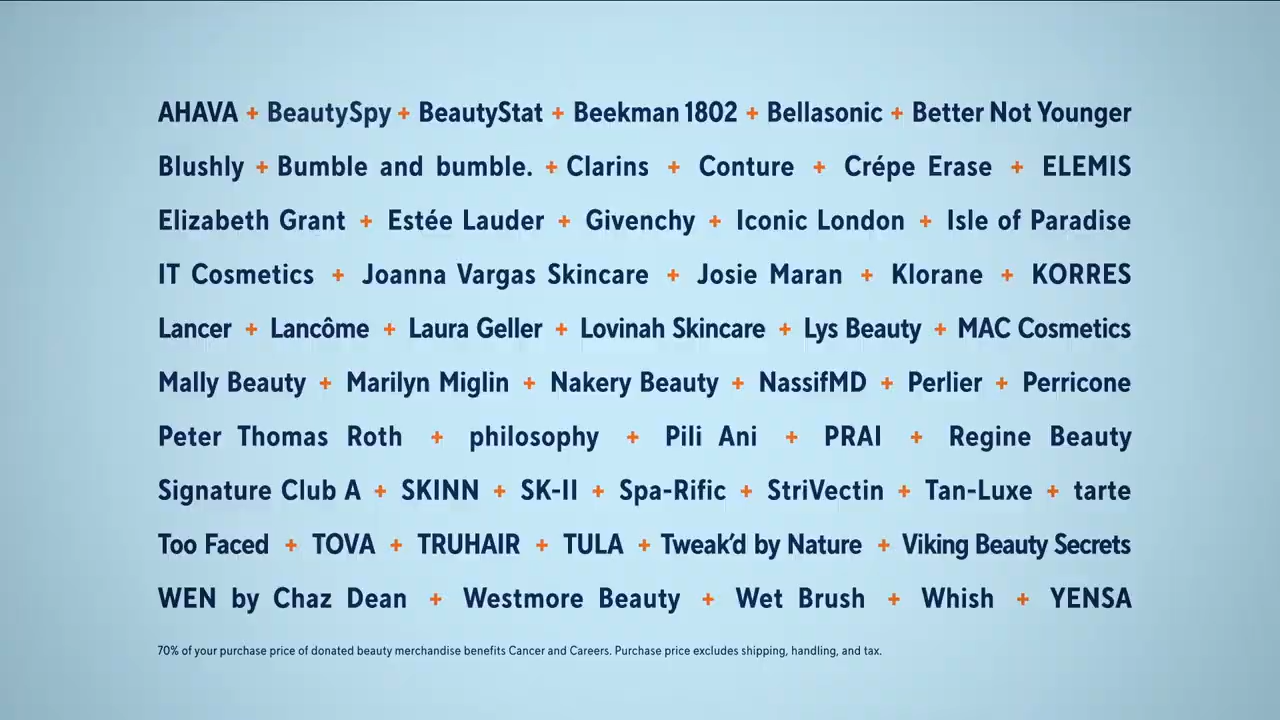 AHAVA + BeautySpy + BeautyStat + Beekman 1802 + Bellasonic + Better Not Younger
Blushly + Bumble and bumble. + Clarins + Conture + Crépe Erase + ELEMIS
Elizabeth Grant + Estée Lauder + Givenchy + Iconic London + Isle of Paradise
IT Cosmetics + Joanna Vargas Skincare + Josie Maran + Klorane + KORRES
Lancer + Lancôme + Laura Geller + Lovinah Skincare + Lys Beauty + MAC Cosmetics
Mally Beauty + Marilyn Miglin + Nakery Beauty + NassifMD + Perlier + Perricone
Peter Thomas Roth + philosophy + Pili Ani + PRAI + Regine Beauty
Signature Club A + SKINN + SK-II + Spa-Rific + StriVectin + Tan-Luxe + tarte
Too Faced + TOVA + TRUHAIR + TULA + Tweak'd by Nature + Viking Beauty Secrets
WEN by Chaz Dean + Westmore Beauty + Wet Brush + Whish + YENSA
70% of your purchase price of donated beauty merchandise benefits Cancer and Careers. Purchase price excludes shipping, handling, and tax.